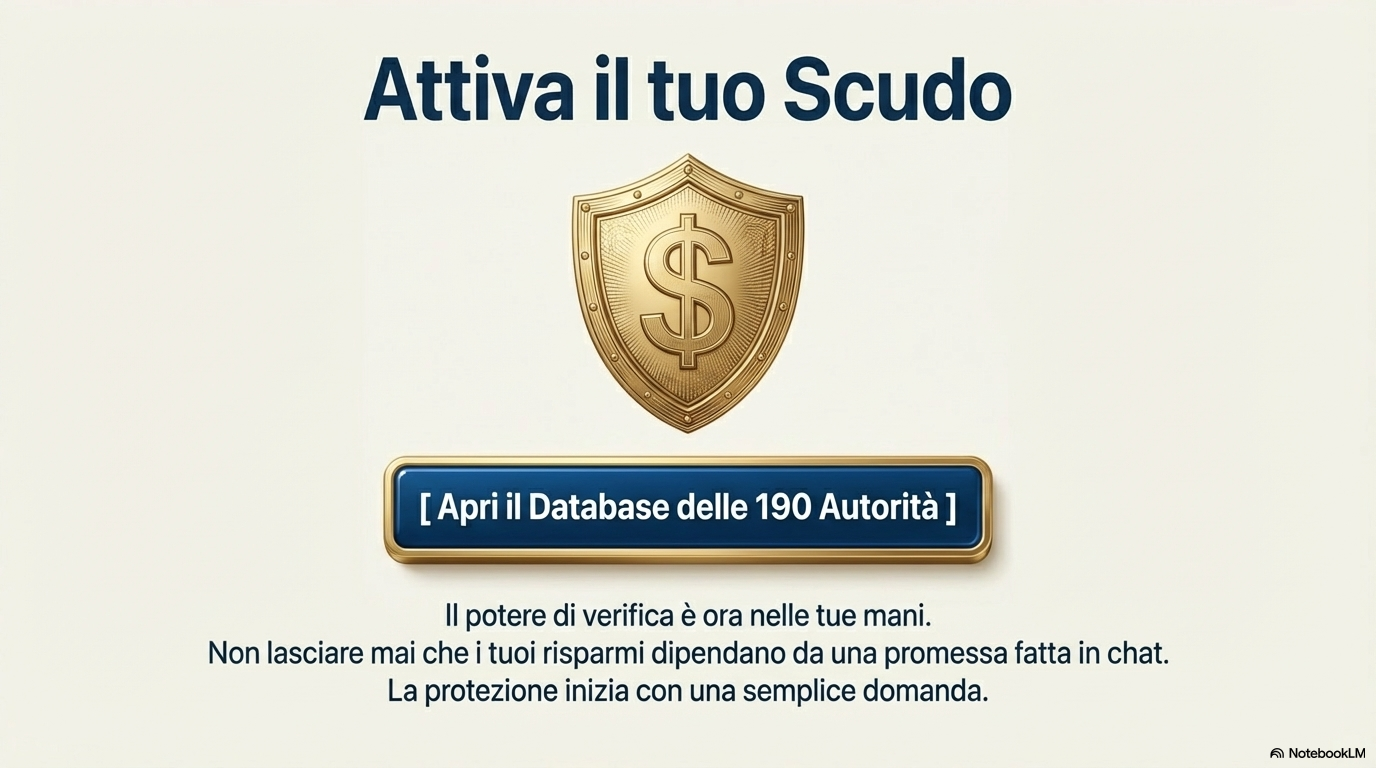 Attiva il tuo Scudo
$
[ Apri il Database delle 190 Autorità ]
Il potere di verifica è ora nelle tue mani.
Non lasciare mai che i tuoi risparmi dipendano da una promessa fatta in chat.
La protezione inizia con una semplice domanda.
NotebookLM